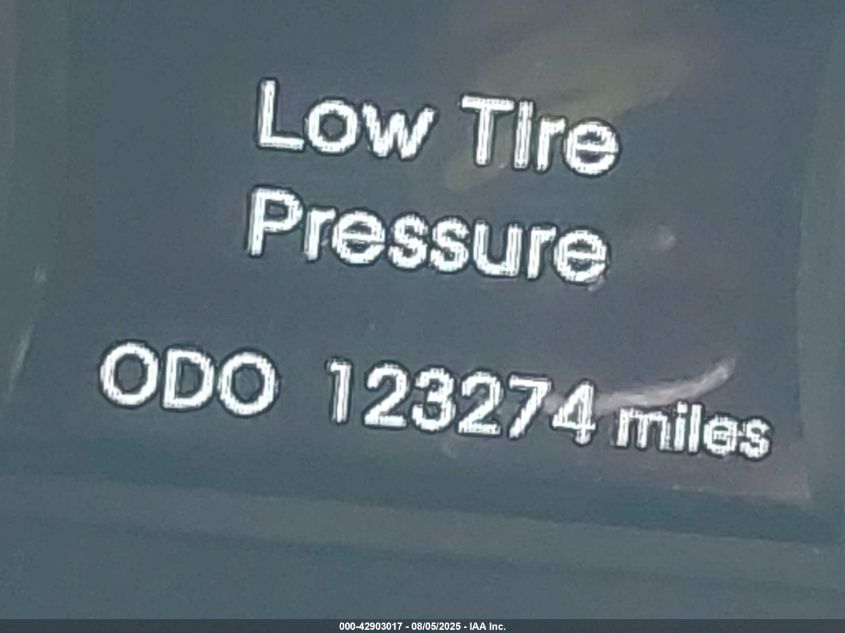 Low Tire
Pressure
ODO 123274 miles
000-42903017 - 08/05/2025 - IAA Inc.